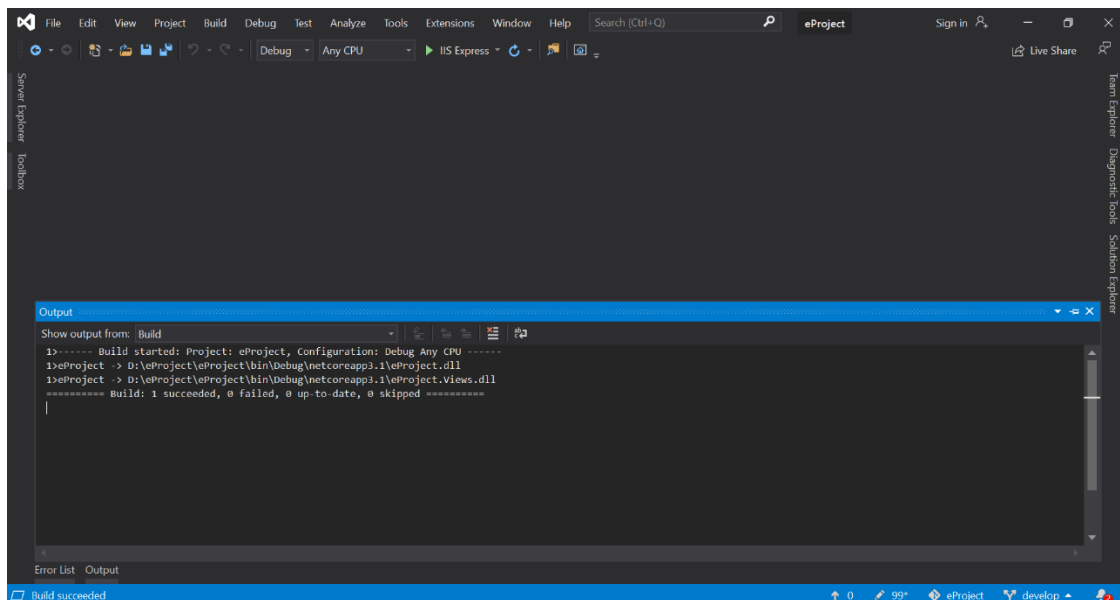 File Edit View Project Build Debug Test Analyze Tools Extensions Window Help Search (Ctrl+Q) eProject Sign in
Debug Any CPU IIS Express Live Share
Server Explorer
Toolbox
Team Explorer
Diagnostic Tools
Solution Explorer
Output
Show output from: Build
1>------ Build started: Project: eProject, Configuration: Debug Any CPU ------
1>eProject -> D:\eProject\eProject\bin\Debug\netcoreapp3.1\eProject.dll
1>eProject -> D:\eProject\eProject\bin\Debug\netcoreapp3.1\eProject.Views.dll
========== Build: 1 succeeded, 0 failed, 0 up-to-date, 0 skipped ==========
Error List Output
Build succeeded 0 99* eProject develop 2